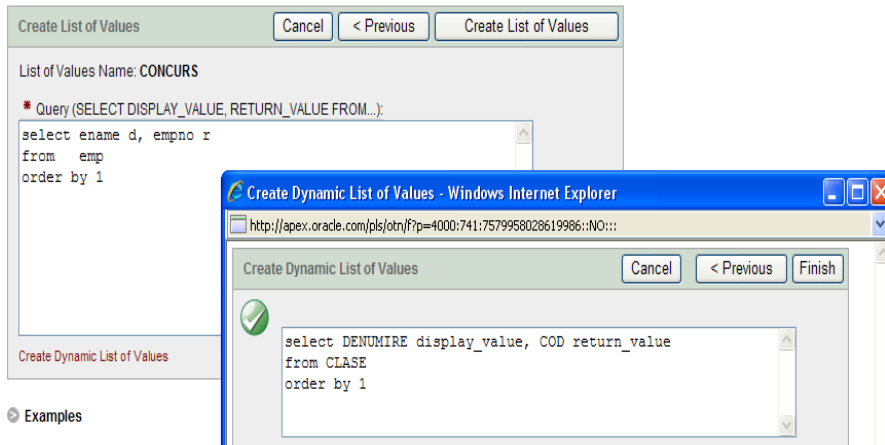 Create List of Values
Cancel
< Previous
Create List of Values
List of Values Name: CONCURS
* Query (SELECT DISPLAY_VALUE, RETURN_VALUE FROM...):
select ename d, empno r
from   emp
order by 1
Create Dynamic List of Values
Examples
Create Dynamic List of Values - Windows Internet Explorer
http://apex.oracle.com/pls/otn/f?p=4000:741:7579958028619986::NO:::
Create Dynamic List of Values
Cancel
< Previous
Finish
select DENUMIRE display_value, COD return_value
from CLASE
order by 1